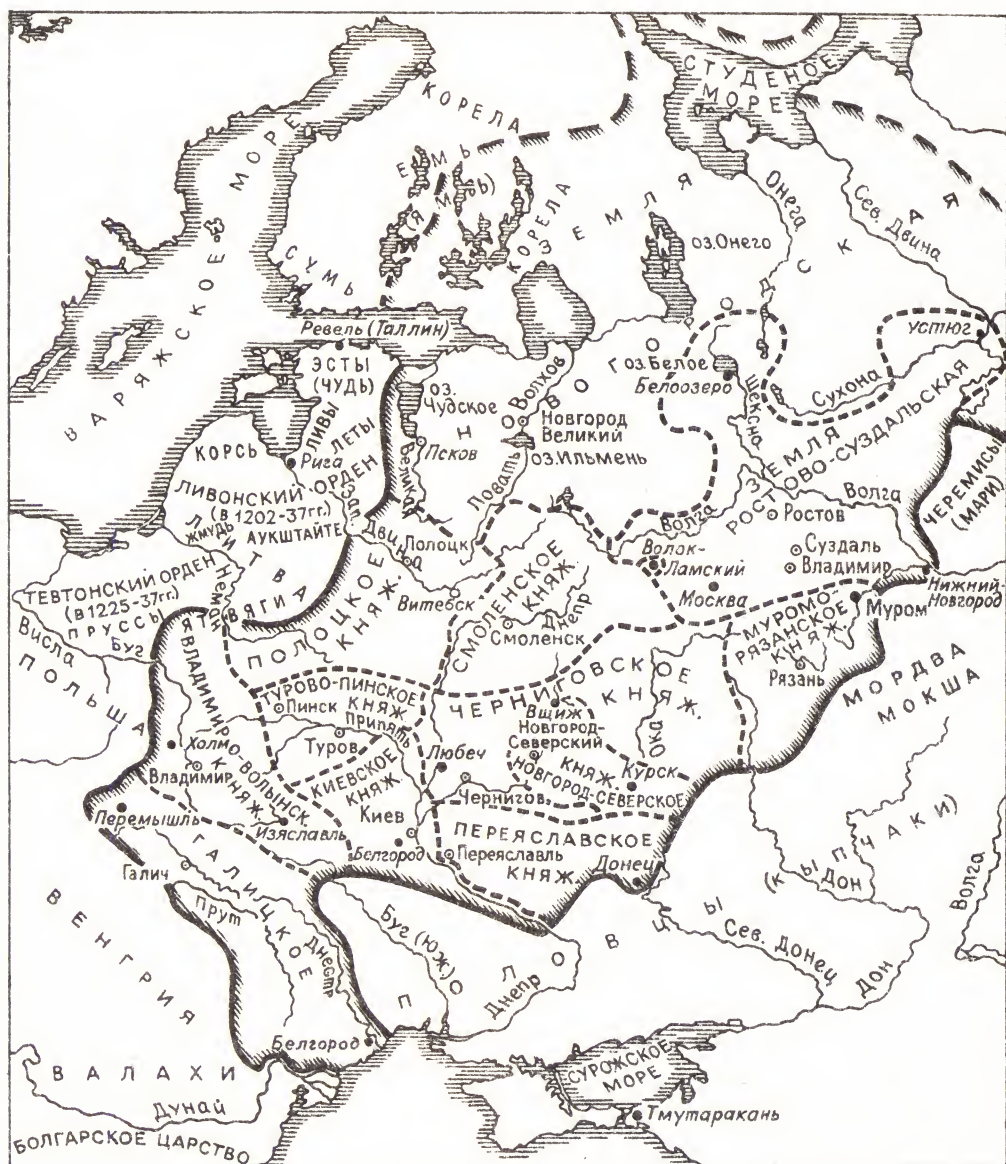 СТУДЕНОЕ
МОРЕ
КОРЕЛА
ВАРЯЖСКОЕ МОРЕ
ЕМЬ
(ЯМЬ)
СУМЬ
КОРЕЛА
НОВГОРОДСКАЯ
ЗЕМЛЯ
Онега
Сев. Двина
оз. Онего
Ревель (Таллин)
УСТЮГ
ЭСТЫ
(ЧУДЬ)
оз.
Чудское
Волхов
оз. Белое
Белоозеро
Шексна
Сухона
КОРСЬ
ЛИВЫ
ЛЕТЫ
Рига
Псков
Великая
Новгород
Великий
оз. Ильмень
Ловать
ЗЕМЛЯ
РОСТОВО-СУЗДАЛЬСКАЯ
Волга
Волга
Ростов
ЧЕРЕМИСЫ
(МАРИ)
ЛИВОНСКИЙ ОРДЕН
(В 1202-37гг.)
АУКШТАЙТЕ
ЖМУДЬ
ЛИТВА
Двина
Полоцк
Волок-
Ламский
Суздаль
Владимир
Москва
Нижний
Новгород
ТЕВТОНСКИЙ ОРДЕН
(В 1225-37гг.)
ПРУССЫ
Неман
ЯТВЯГИ
ПОЛОЦКОЕ
КНЯЖ.
Витебск
СМОЛЕНСКОЕ
КНЯЖ.
Днепр
Смоленск
МУРОМО-
РЯЗАНСКОЕ
КНЯЖ.
Муром
Рязань
Висла
Буг
ПОЛЬША
МОРДВА
МОКША
ВЛАДИМИРО-ВОЛЫНСК.
КНЯЖ.
ТУРОВО-ПИНСКОЕ
КНЯЖ.
Пинск
Припять
Туров
ЧЕРНИГОВСКОЕ
КНЯЖ.
Вщиж
Новгород-
Северский
Ока
Холм
Владимир
Любеч
КНЯЖ.
НОВГОРОД-СЕВЕРСКОЕ
Курск
КИЕВСКОЕ
КНЯЖ.
Чернигов
Киев
Перемышль
Изяславль
Белгород
ПЕРЕЯСЛАВСКОЕ
КНЯЖ.
Переяславль
Донец
Галич
ГАЛИЦКОЕ
Прут
Днестр
Буг (Юж.)
Днепр
ПОЛОВЦЫ
(КЫПЧАКИ)
Дон
Сев. Донец
Дон
Волга
ВЕНГРИЯ
Белгород
ВАЛАХИ
Дунай
СУРОЖСКОЕ
МОРЕ
Тмутаракань
БОЛГАРСКОЕ ЦАРСТВО